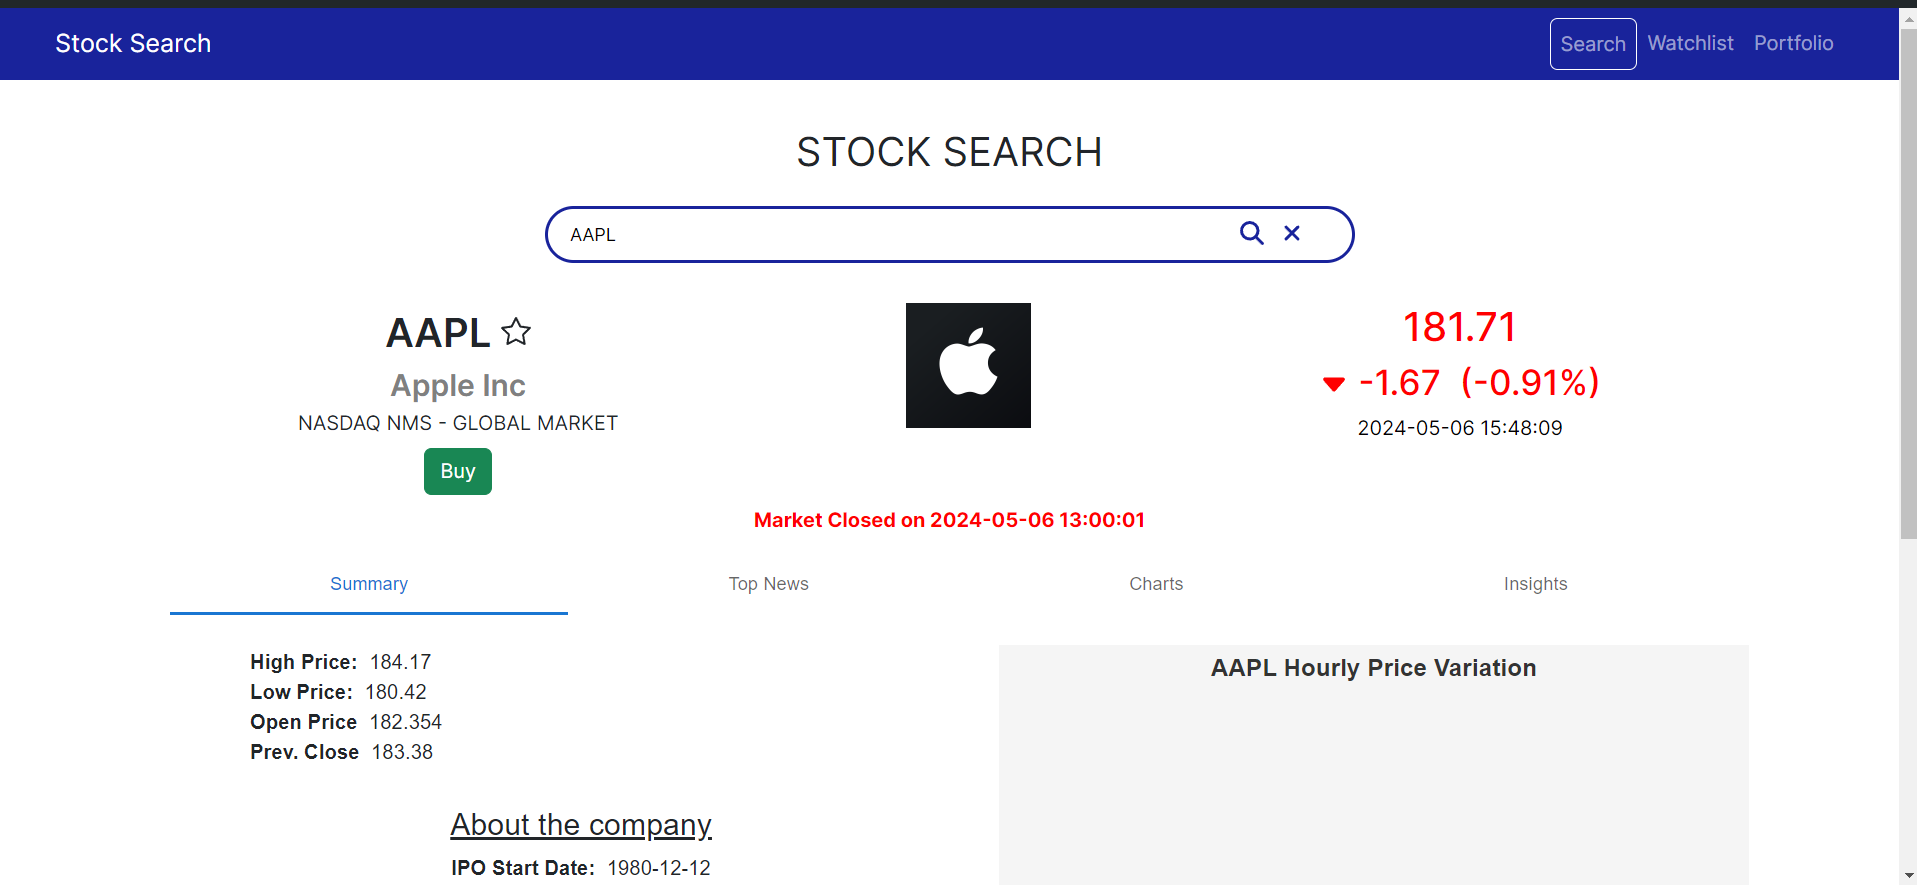 Stock Search
Search Watchlist Portfolio
STOCK SEARCH
AAPL
AAPL
Apple Inc
NASDAQ NMS - GLOBAL MARKET
Buy
181.71
-1.67 (-0.91%)
2024-05-06 15:48:09
Market Closed on 2024-05-06 13:00:01
Summary Top News Charts Insights
High Price: 184.17
Low Price: 180.42
Open Price 182.354
Prev. Close 183.38
AAPL Hourly Price Variation
About the company
IPO Start Date: 1980-12-12